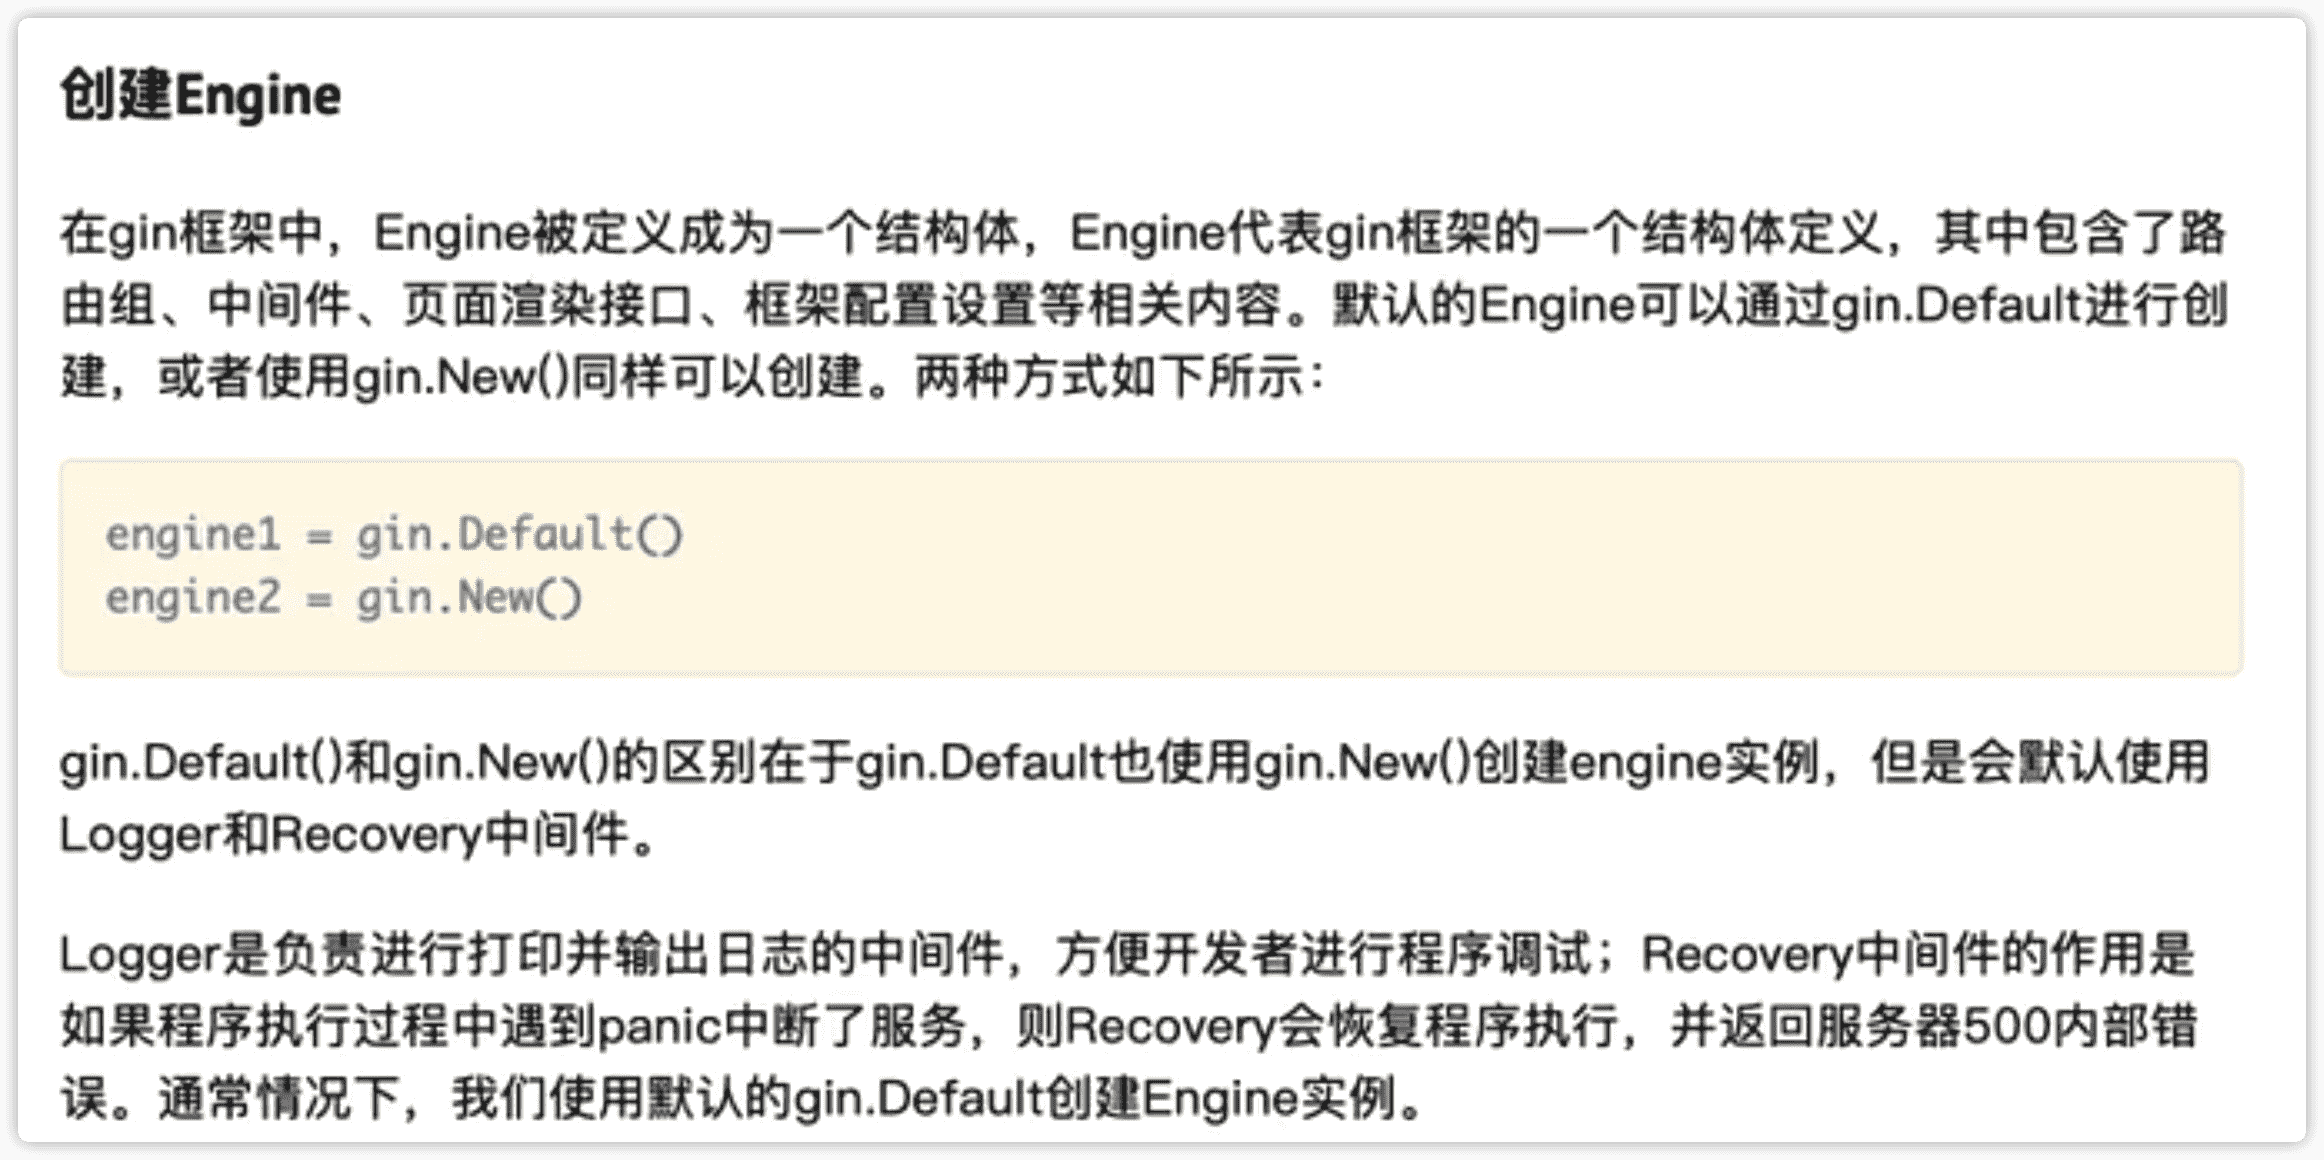 创建Engine
在gin框架中，Engine被定义成为一个结构体，Engine代表gin框架的一个结构体定义，其中包含了路
由组、中间件、页面渲染接口、框架配置设置等相关内容。默认的Engine可以通过gin.Default进行创
建，或者使用gin.New()同样可以创建。两种方式如下所示：
engine1 = gin.Default()
engine2 = gin.New()
gin.Default()和gin.New()的区别在于gin.Default也使用gin.New()创建engine实例，但是会默认使用
Logger和Recovery中间件。
Logger是负责进行打印并输出日志的中间件，方便开发者进行程序调试；Recovery中间件的作用是
如果程序执行过程中遇到panic中断了服务，则Recovery会恢复程序执行，并返回服务器500内部错
误。通常情况下，我们使用默认的gin.Default创建Engine实例。